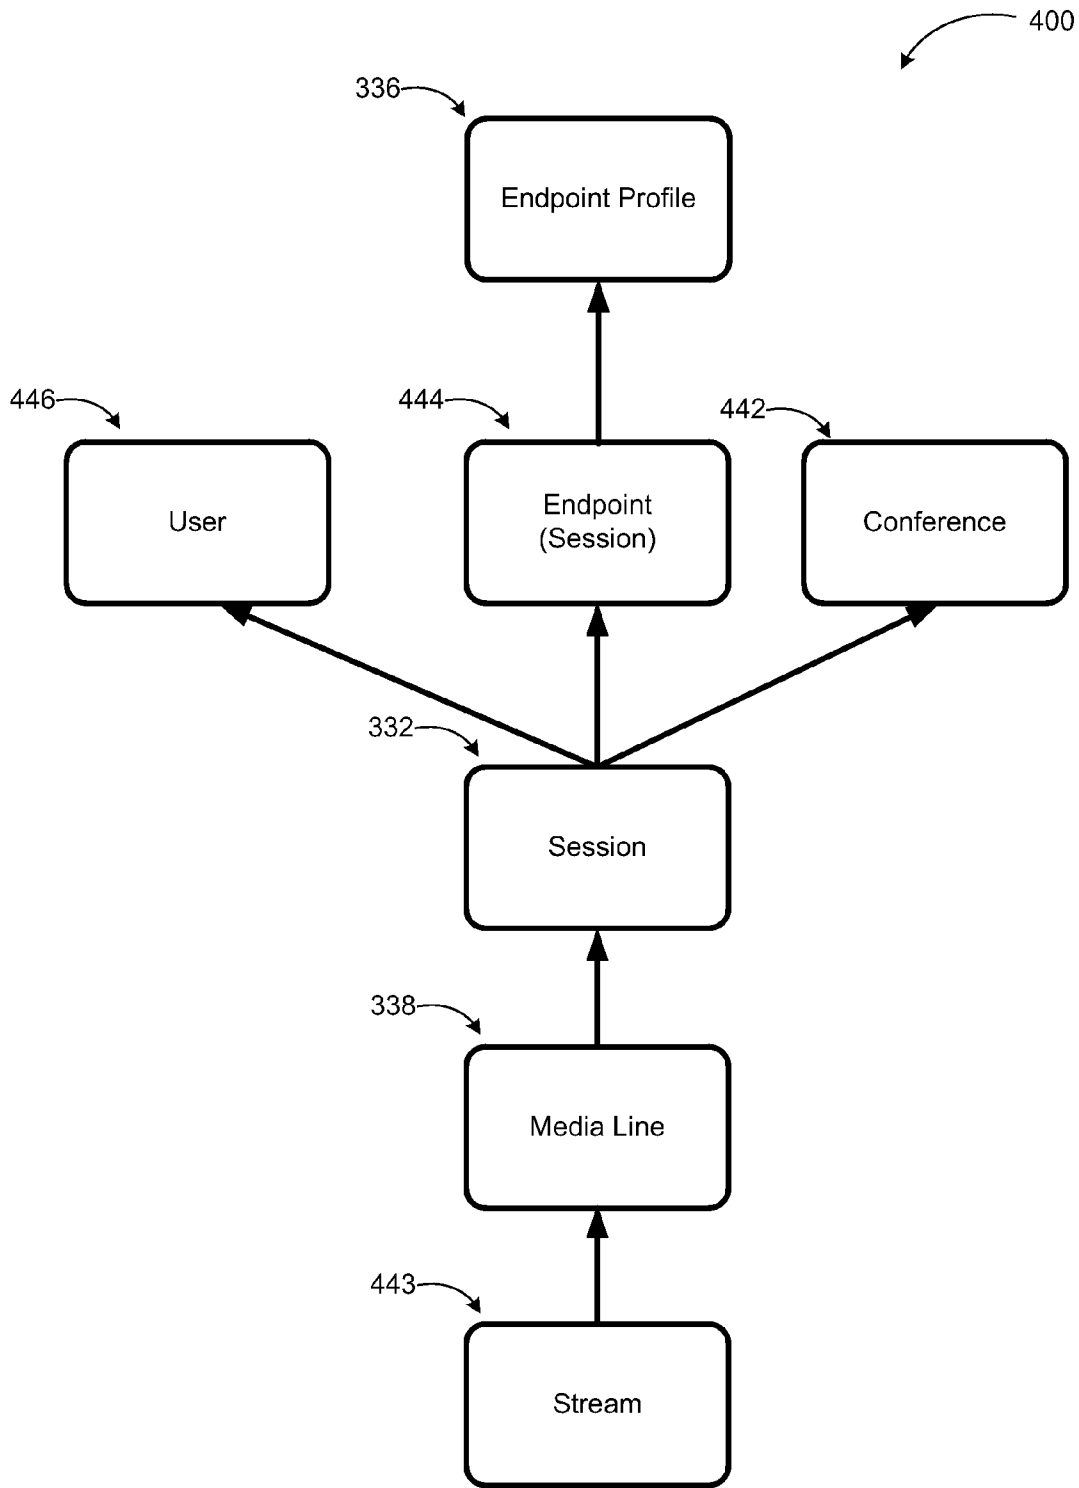 400
336
Endpoint Profile
446
444
442
User
Endpoint
(Session)
Conference
332
Session
338
Media Line
443
Stream